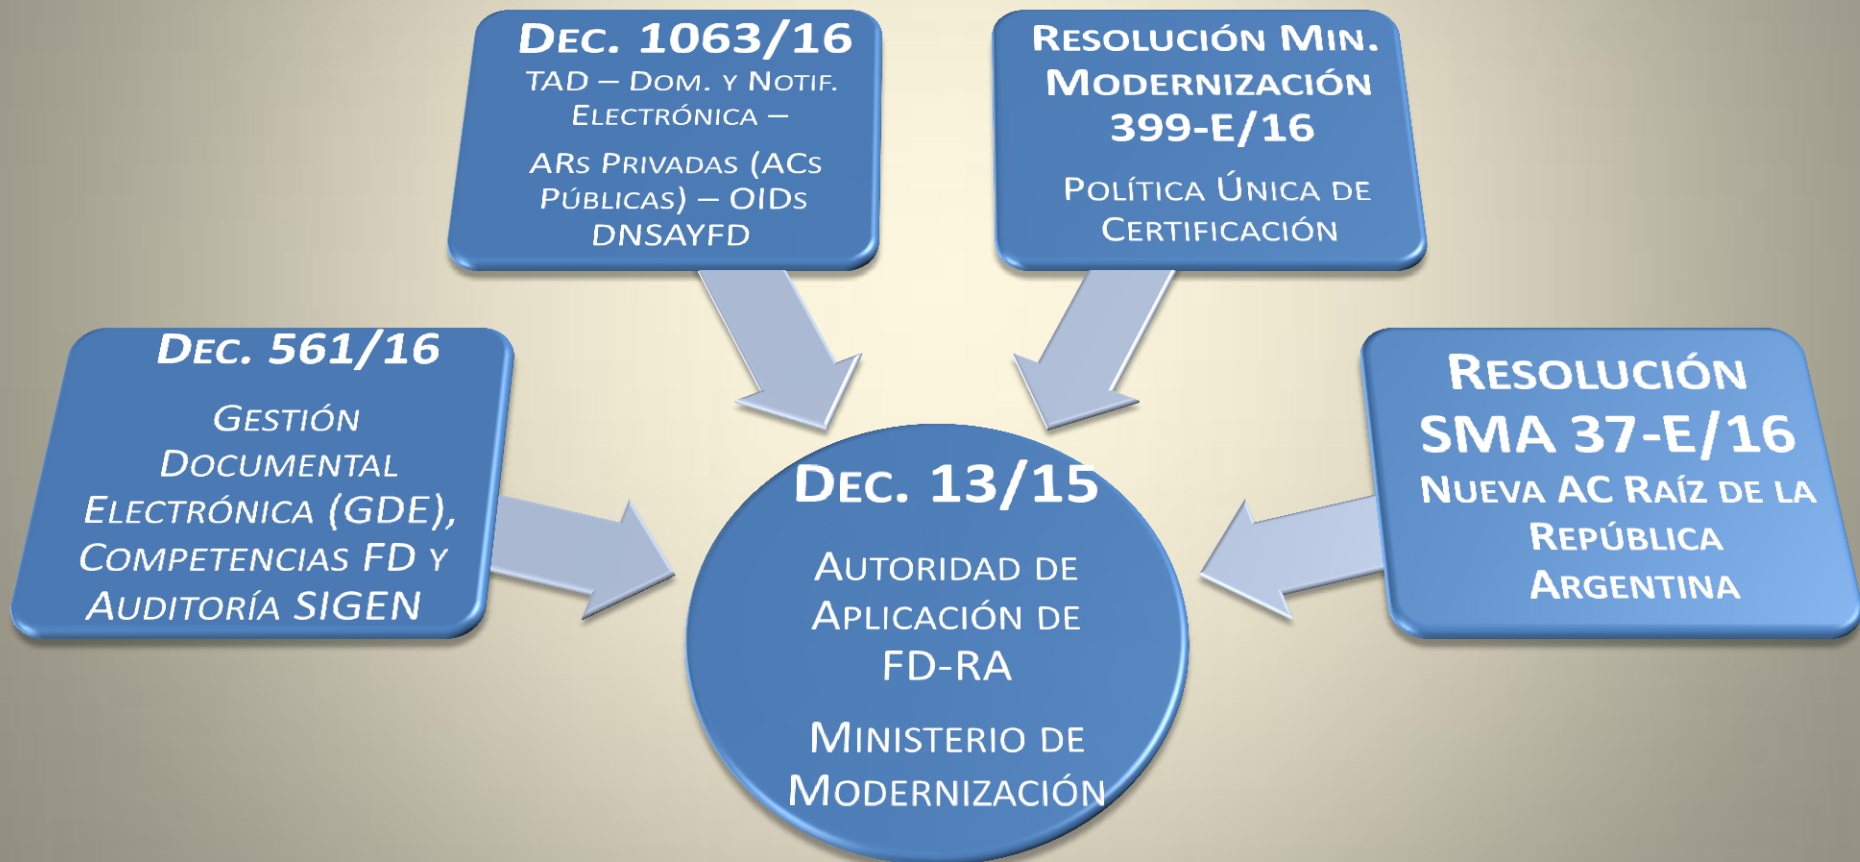 DEC. 1063/16
TAD – DOM. Y NOTIF.
ELECTRÓNICA –
ARS PRIVADAS (ACS
PÚBLICAS) – OIDS
DNSAYFD
RESOLUCIÓN MIN.
MODERNIZACIÓN
399-E/16
POLÍTICA ÚNICA DE
CERTIFICACIÓN
DEC. 561/16
GESTIÓN
DOCUMENTAL
ELECTRÓNICA (GDE),
COMPETENCIAS FD Y
AUDITORÍA SIGEN
RESOLUCIÓN
SMA 37-E/16
NUEVA AC RAÍZ DE LA
REPÚBLICA
ARGENTINA
DEC. 13/15
AUTORIDAD DE
APLICACIÓN DE
FD-RA
MINISTERIO DE
MODERNIZACIÓN